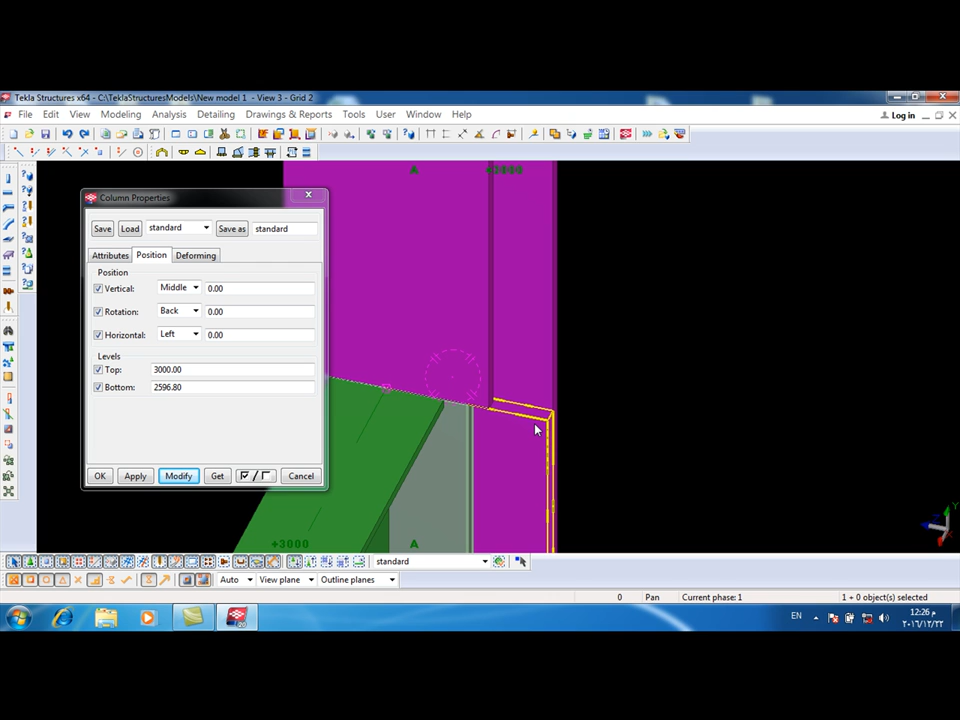 Tekla Structures x64 - C:\TeklaStructuresModels\New model 1 - View 3 - Grid 2
File Edit View Modeling Analysis Detailing Drawings & Reports Tools User Window Help
Log in
A +3000
Column Properties
Save Load standard Save as standard
Attributes Position Deforming
Position
Vertical: Middle 0.00
Rotation: Back 0.00
Horizontal: Left 0.00
Levels
Top: 3000.00
Bottom: 2596.80
OK Apply Modify Get Cancel
+3000 A
standard
Auto View plane Outline planes
0 Pan Current phase: 1 1 + 0 object(s) selected
EN
12:26 م
٢٠١٦/١٢/٢٢